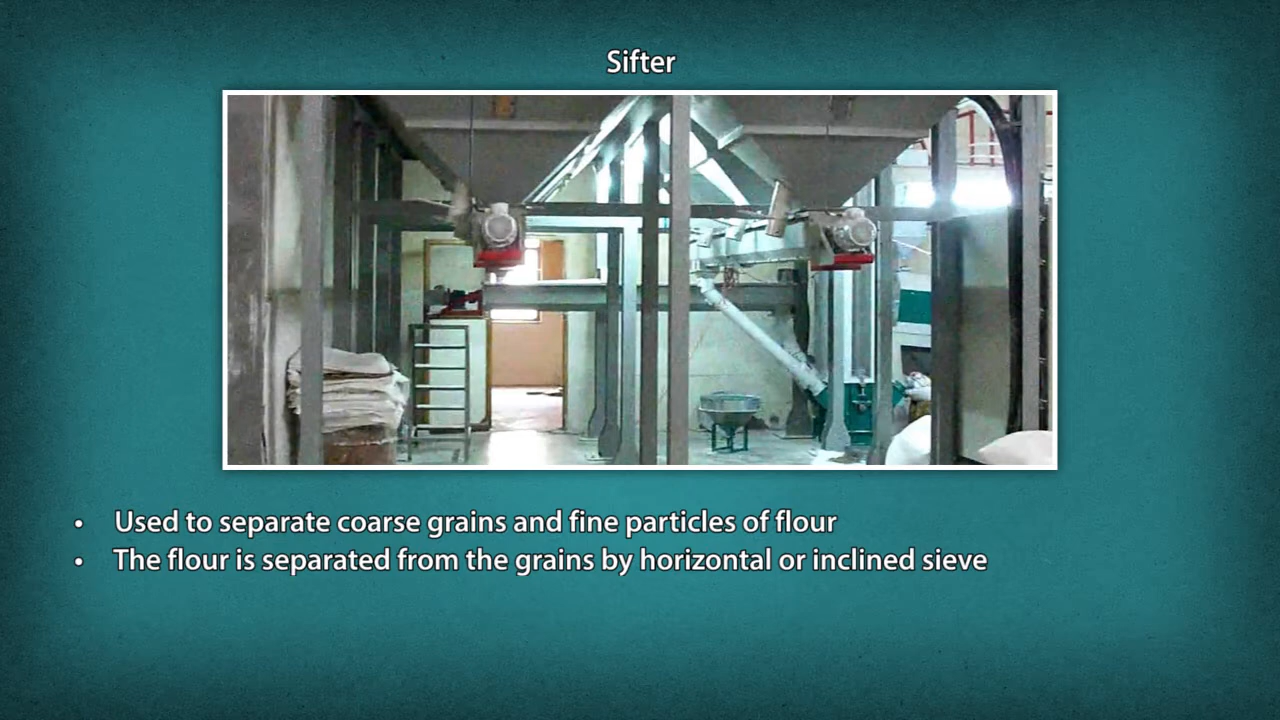 Sifter
• Used to separate coarse grains and fine particles of flour
• The flour is separated from the grains by horizontal or inclined sieve